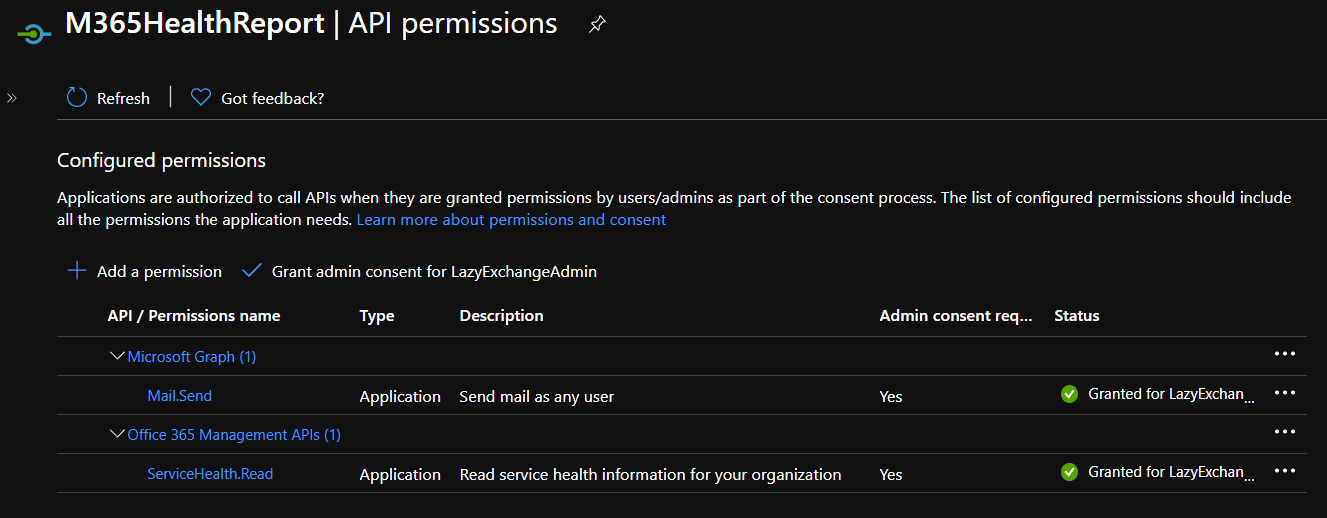 M365HealthReport | API permissions
Refresh | Got feedback?
Configured permissions
Applications are authorized to call APIs when they are granted permissions by users/admins as part of the consent process. The list of configured permissions should include
all the permissions the application needs. Learn more about permissions and consent
Add a permission Grant admin consent for LazyExchangeAdmin
API / Permissions name Type Description Admin consent req... Status
Microsoft Graph (1)
Mail.Send Application Send mail as any user Yes Granted for LazyExchan...
Office 365 Management APIs (1)
ServiceHealth.Read Application Read service health information for your organization Yes Granted for LazyExchan...